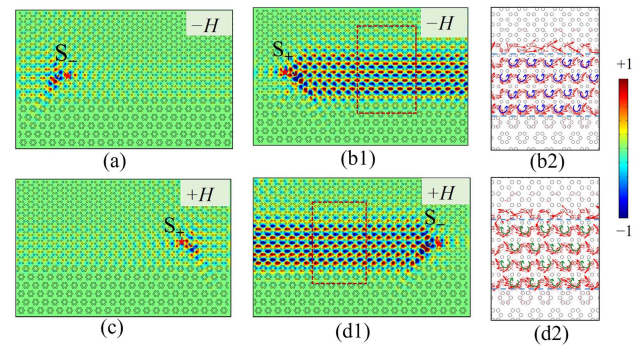 −H
S−
(a)
−H
S+
(b1)
(b2)
+1
−1
+H
S+
(c)
+H
S−
(d1)
(d2)